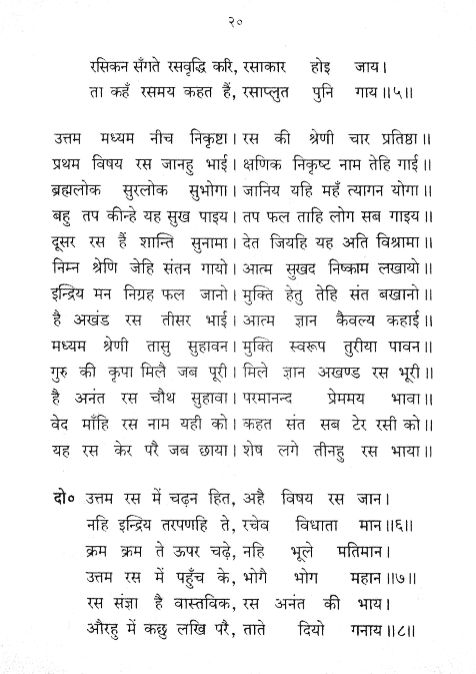 २०
रसिकन सँगते रसवृद्धि करि, रसाकार होइ जाय।
ता कहँ रसमय कहत हैं, रसाप्लुत पुनि गाय॥५॥
उत्तम मध्यम नीच निकृष्टा। रस की श्रेणी चार प्रतिष्ठा॥
प्रथम विषय रस जानहु भाई। क्षणिक निकृष्ट नाम तेहि गाई॥
ब्रह्मलोक सुरलोक सुभोगा। जानिय यहि महँ त्यागन योगा॥
बहु तप कीन्हे यह सुख पाइय। तप फल ताहि लोग सब गाइय॥
दूसर रस हैं शान्ति सुनामा। देत जियहि यह अति विश्रामा॥
निम्न श्रेणि जेहि संतन गायो। आत्म सुखद निष्काम लखायो॥
इन्द्रिय मन निग्रह फल जानो। मुक्ति हेतु तेहि संत बखानो॥
है अखंड रस तीसर भाई। आत्म ज्ञान कैवल्य कहाई॥
मध्यम श्रेणी तासु सुहावन। मुक्ति स्वरूप तुरीया पावन॥
गुरु की कृपा मिलै जब पूरी। मिले ज्ञान अखण्ड रस भूरी॥
है अनंत रस चौथ सुहावा। परमानन्द प्रेममय भावा॥
वेद माँहि रस नाम यही को। कहत संत सब टेर रसी को॥
यह रस केर परै जब छाया। शेष लगे तीनहु रस भाया॥
दो० उत्तम रस में चढ़न हित, अहै विषय रस जान।
नहि इन्द्रिय तरपणहि ते, रचेव विधाता मान॥६॥
क्रम क्रम ते ऊपर चढ़े, नहि भूले मतिमान।
उत्तम रस में पहुँच के, भोगै भोग महान॥७॥
रस संज्ञा है वास्तविक, रस अनंत की भाय।
औरहु में कछु लखि परै, ताते दियो गनाय॥८॥